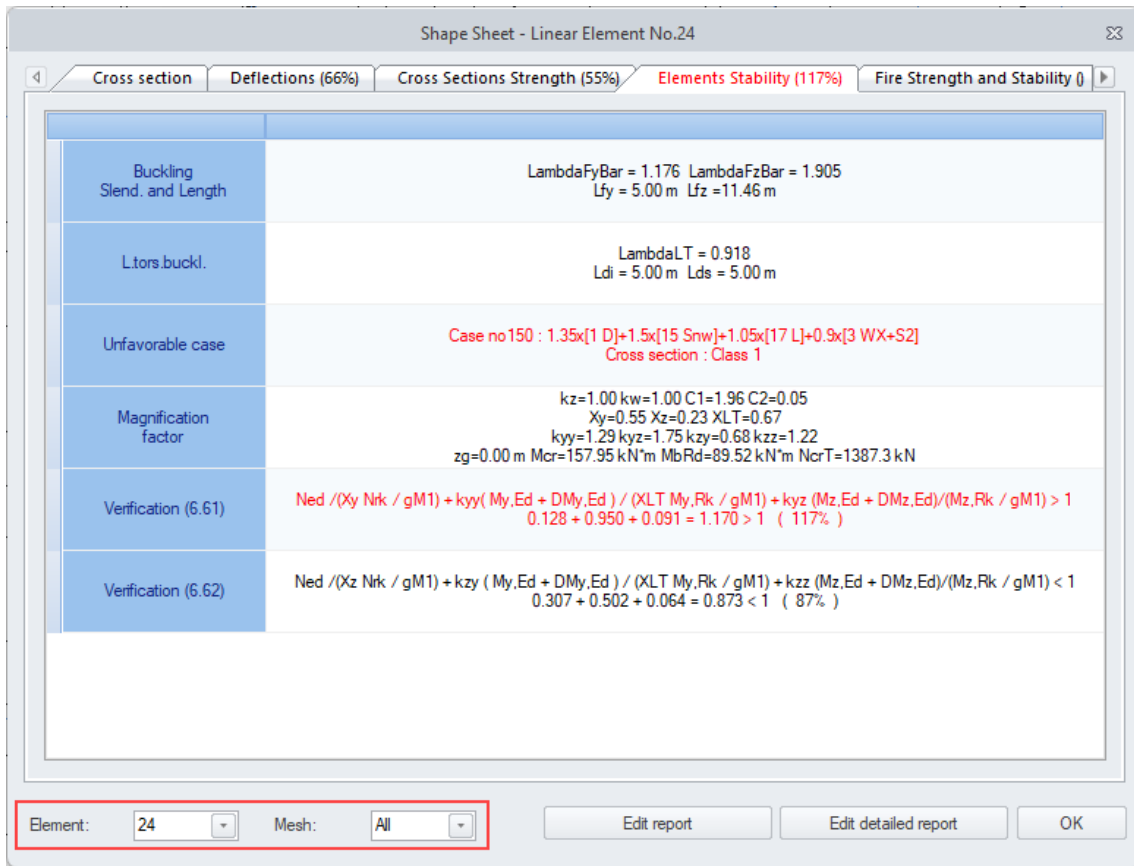 Shape Sheet - Linear Element No.24
Cross section
Deflections (66%)
Cross Sections Strength (55%)
Elements Stability (117%)
Fire Strength and Stability ()
Buckling
Slend. and Length
LambdaFyBar = 1.176 LambdaFzBar = 1.905
Lfy = 5.00 m Lfz =11.46 m
L.tors.buckl.
LambdaLT = 0.918
Ldi = 5.00 m Lds = 5.00 m
Unfavorable case
Case no150 : 1.35x[1 D]+1.5x[15 Snw]+1.05x[17 L]+0.9x[3 WX+S2]
Cross section : Class 1
Magnification
factor
kz=1.00 kw=1.00 C1=1.96 C2=0.05
Xy=0.55 Xz=0.23 XLT=0.67
kyy=1.29 kyz=1.75 kzy=0.68 kzz=1.22
zg=0.00 m Mcr=157.95 kN*m MbRd=89.52 kN*m NcrT=1387.3 kN
Verification (6.61)
Ned /(Xy Nrk / gM1) + kyy( My,Ed + DMy,Ed ) / (XLT My,Rk / gM1) + kyz (Mz,Ed + DMz,Ed)/(Mz,Rk / gM1) > 1
0.128 + 0.950 + 0.091 = 1.170 > 1 ( 117% )
Verification (6.62)
Ned /(Xz Nrk / gM1) + kzy ( My,Ed + DMy,Ed ) / (XLT My,Rk / gM1) + kzz (Mz,Ed + DMz,Ed)/(Mz,Rk / gM1) < 1
0.307 + 0.502 + 0.064 = 0.873 < 1 ( 87% )
Element: 24 Mesh: All Edit report Edit detailed report OK